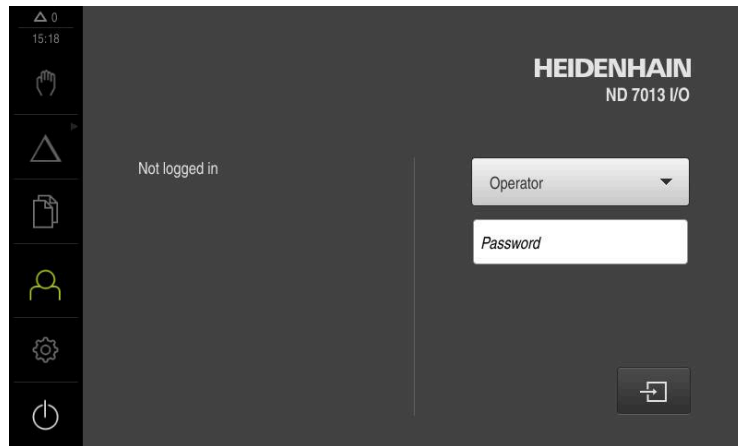 0
15:18
HEIDENHAIN
ND 7013 I/O
Not logged in
Operator
Password